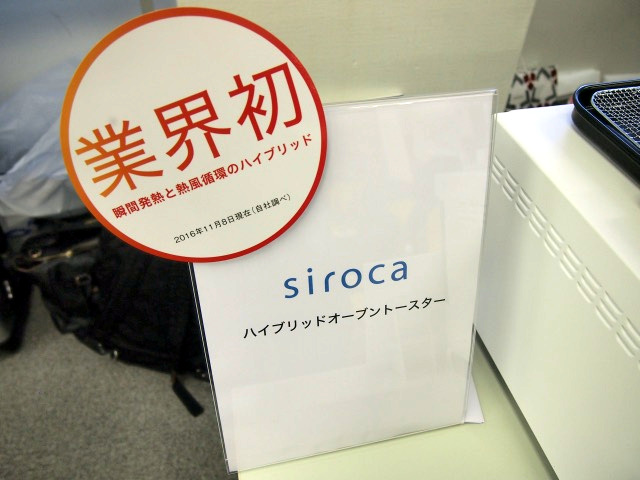 業界初
瞬間発熱と熱風循環のハイブリッド
2016年11月8日現在(自社調べ)
siroca
ハイブリッドオーブントースター